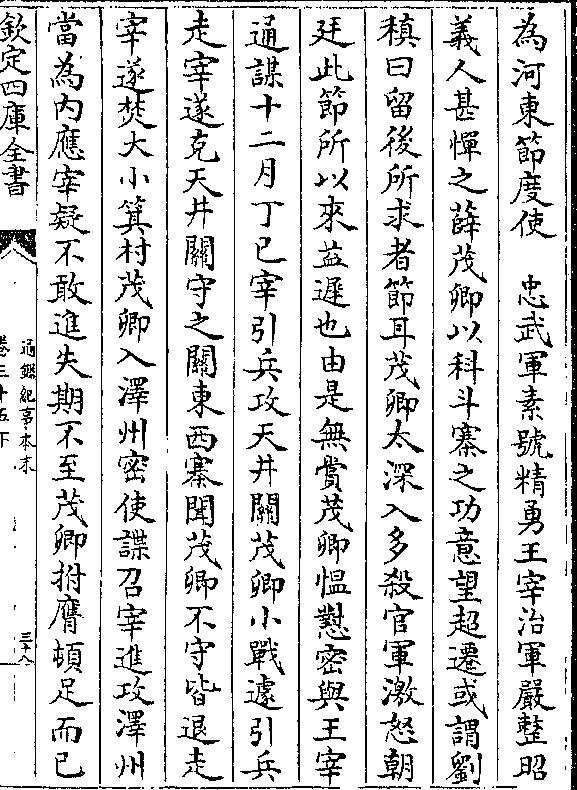 為河東節度使　忠武軍素號精勇王宰治軍嚴整昭
義人甚憚之薛茂卿以科斗寨之功意望超遷或謂劉
稹曰留後所求者節耳茂卿太深入多殺官軍激怒朝
廷此節所以來益遲也由是無賞茂卿愠懟密與王宰
通謀十二月丁巳宰引兵攻天井關茂卿小戰遽引兵
走宰遂克天井關守之關東西寨聞茂卿不守皆退走
宰遂焚大小箕村茂卿入澤州密使諜召宰進攻澤州
當為内應宰疑不敢進失期不至茂卿拊膺頓足而已
欽定四庫全書
通鑑紀事本末
卷三十五下
三十八